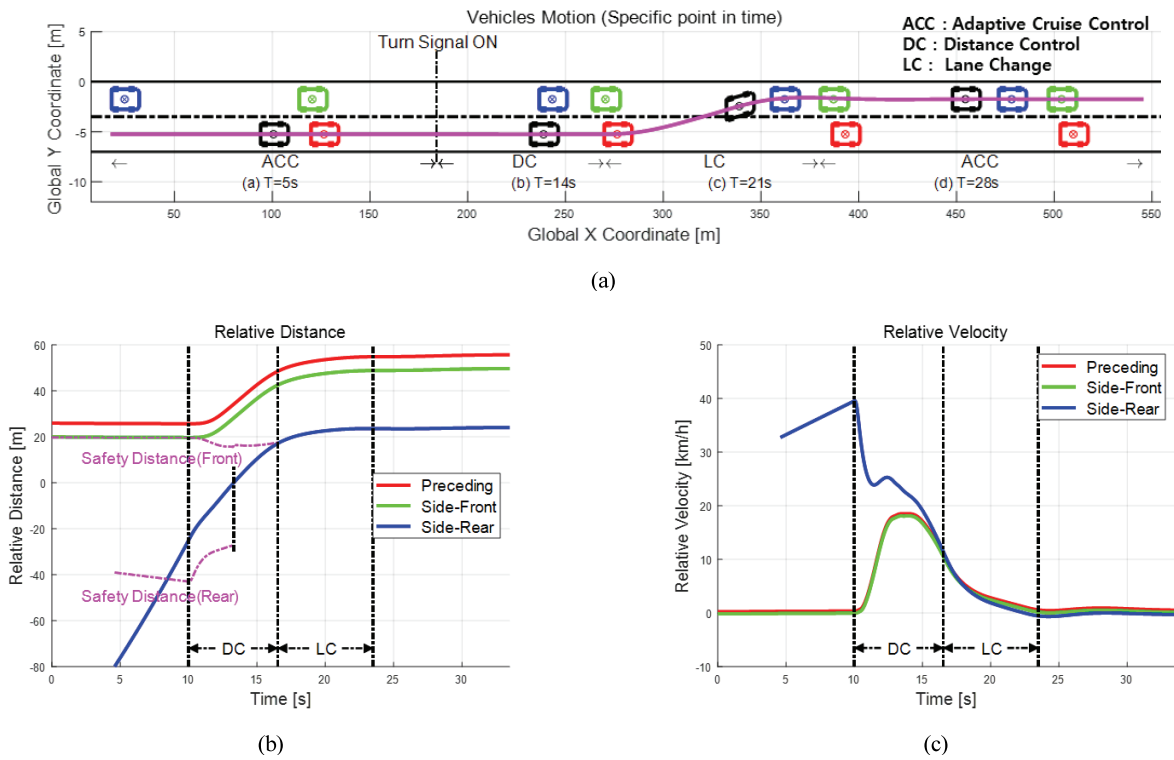 Vehicles Motion (Specific point in time)
ACC : Adaptive Cruise Control
DC : Distance Control
LC : Lane Change
Turn Signal ON
Global Y Coordinate [m]
5
0
-5
-10
ACC
DC
LC
ACC
(a) T=5s
(b) T=14s
(c) T=21s
(d) T=28s
50 100 150 200 250 300 350 400 450 500 550
Global X Coordinate [m]
(a)
Relative Distance
Relative Distance [m]
60
40
20
0
-20
-40
-60
-80
Safety Distance(Front)
Safety Distance(Rear)
Preceding
Side-Front
Side-Rear
DC
LC
0 5 10 15 20 25 30
Time [s]
(b)
Relative Velocity
Relative Velocity [km/h]
50
40
30
20
10
0
-10
Preceding
Side-Front
Side-Rear
DC
LC
0 5 10 15 20 25 30
Time [s]
(c)